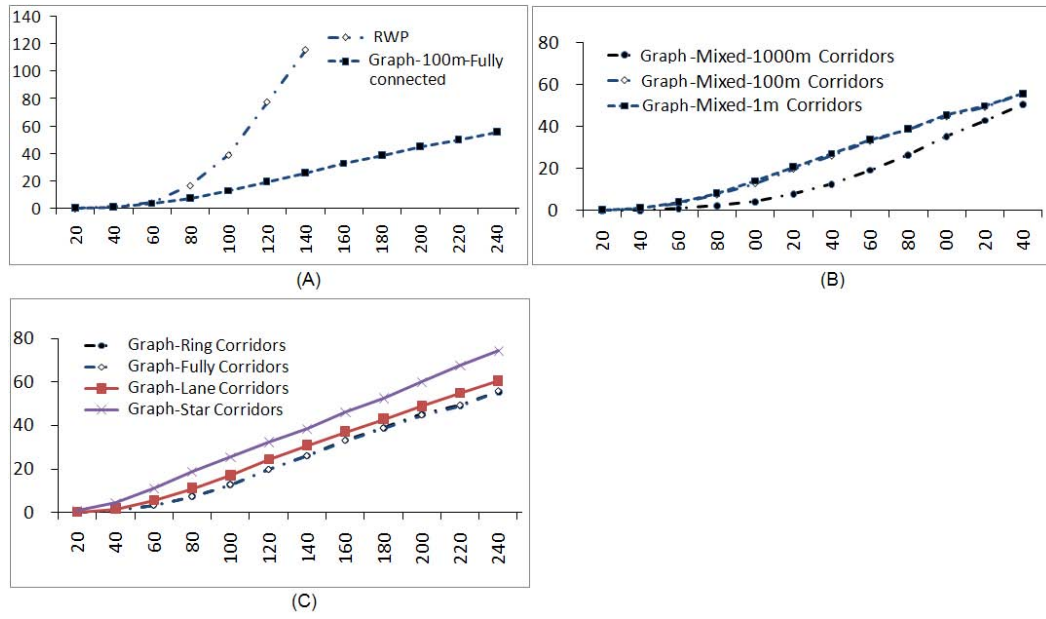 140
120
100
80
60
40
20
0
RWP
Graph-100m-Fully
connected
20 40 60 80 100 120 140 160 180 200 220 240
(A)
80
60
40
20
0
Graph-Mixed-1000m Corridors
Graph-Mixed-100m Corridors
Graph-Mixed-1m Corridors
20 40 60 80 00 20 40 60 80 00 20 40
(B)
80
60
40
20
0
Graph-Ring Corridors
Graph-Fully Corridors
Graph-Lane Corridors
Graph-Star Corridors
20 40 60 80 100 120 140 160 180 200 220 240
(C)